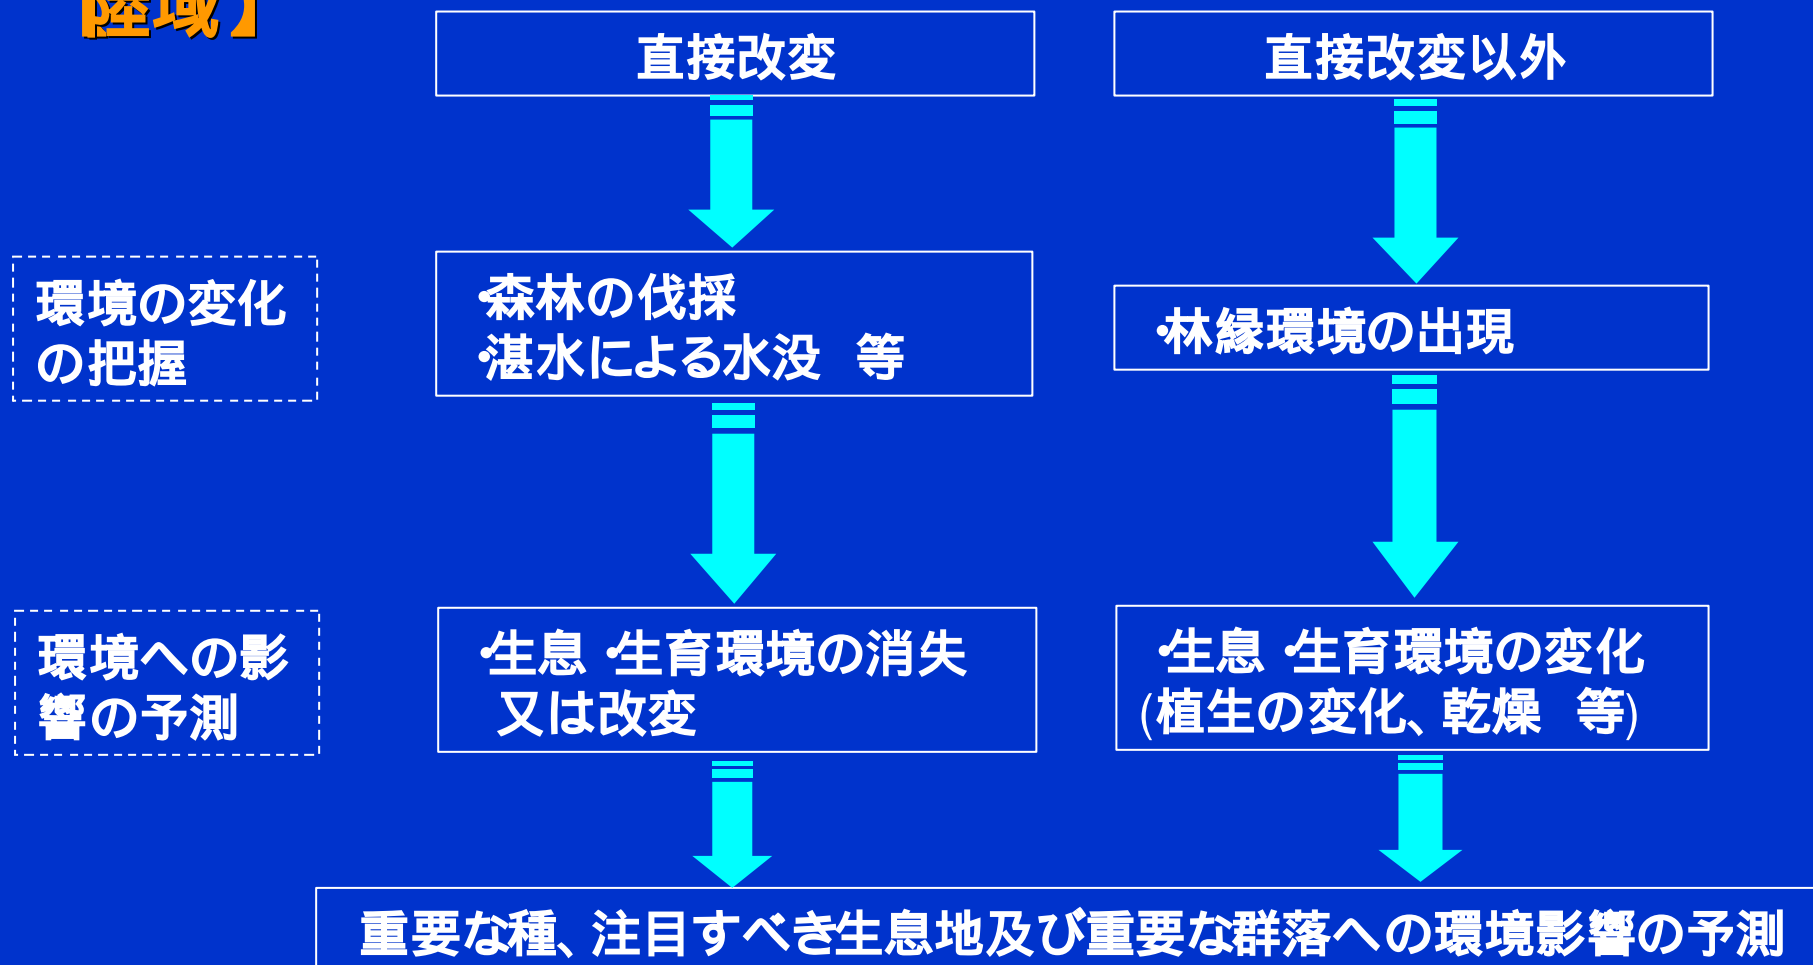 陸域】
直接改変
直接改変以外
環境の変化
の把握
・森林の伐採
・湛水による水没 等
・林縁環境の出現
環境への影
響の予測
・生息・生育環境の消失
又は改変
・生息・生育環境の変化
(植生の変化、乾燥 等)
重要な種、注目すべき生息地及び重要な群落への環境影響の予測